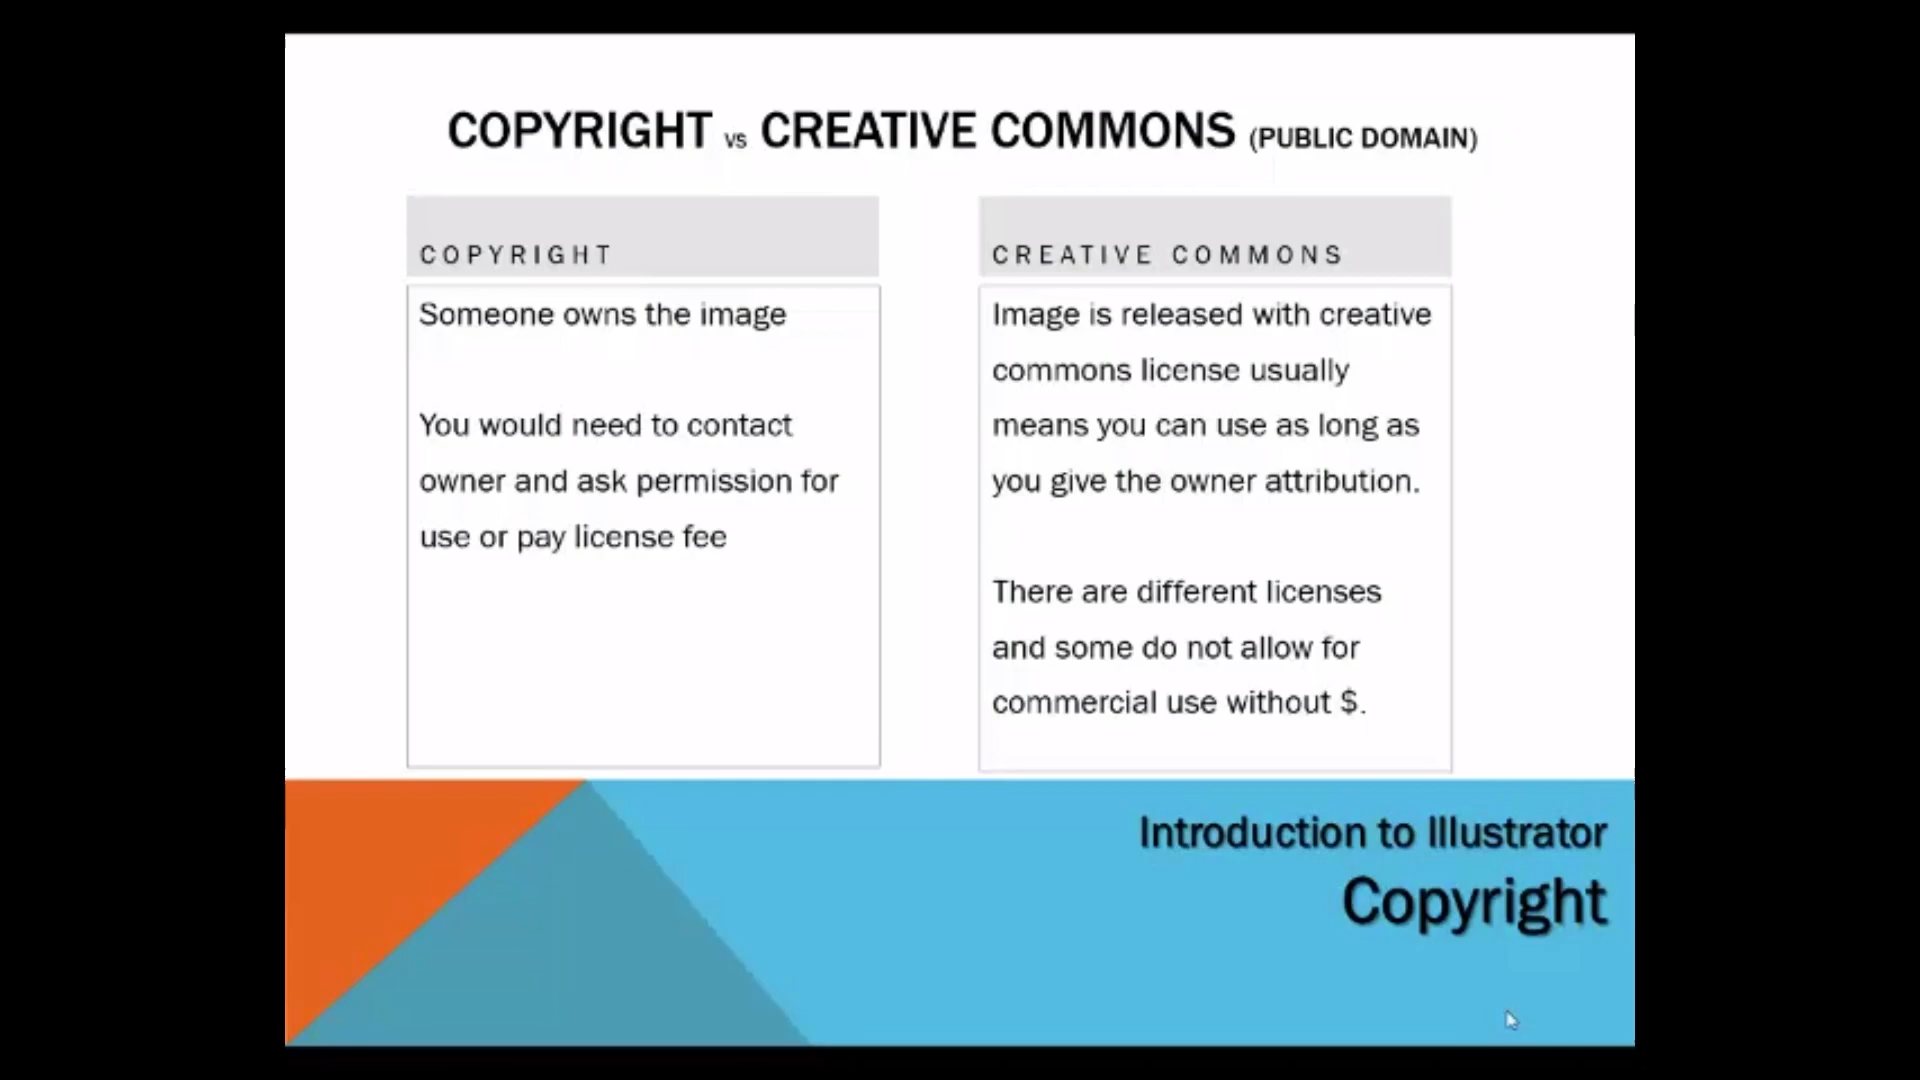 COPYRIGHT vs CREATIVE COMMONS (PUBLIC DOMAIN)
COPYRIGHT
Someone owns the image
You would need to contact
owner and ask permission for
use or pay license fee
CREATIVE COMMONS
Image is released with creative
commons license usually
means you can use as long as
you give the owner attribution.
There are different licenses
and some do not allow for
commercial use without $.
Introduction to Illustrator
Copyright